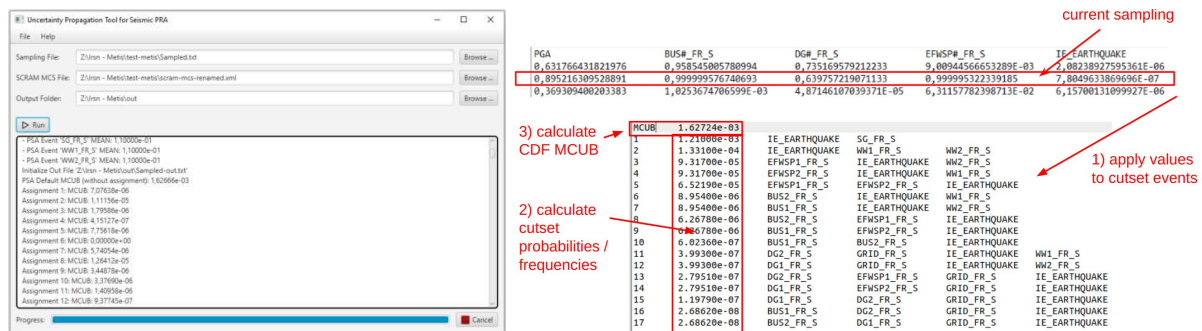 Uncertainty Propagation Tool for Seismic PRA
File Help
Sampling File: Z:\Irsn - Metis\test-metis\Sampled.txt Browse ...
SCRAM MCS File: Z:\Irsn - Metis\test-metis\scram-mcs-renamed.xml Browse ...
Output Folder: Z:\Irsn - Metis\out Browse ...
Run
- PSA Event 'SG_FR_S' MEAN: 1,10000e-01
- PSA Event 'WW1_FR_S' MEAN: 1,10000e-01
- PSA Event 'WW2_FR_S' MEAN: 1,10000e-01
Initialize Out File 'Z:\Irsn - Metis\out\Sampled-out.txt'
PSA Default MCUB (without assignment): 1,62666e-03
Assignment 1: MCUB: 7,07638e-06
Assignment 2: MCUB: 1,11156e-05
Assignment 3: MCUB: 1,79586e-06
Assignment 4: MCUB: 4,15127e-07
Assignment 5: MCUB: 7,75618e-06
Assignment 6: MCUB: 0,00000e+00
Assignment 7: MCUB: 5,74054e-06
Assignment 8: MCUB: 1,26412e-05
Assignment 9: MCUB: 3,44878e-06
Assignment 10: MCUB: 3,37690e-06
Assignment 11: MCUB: 1,40958e-06
Assignment 12: MCUB: 9,37745e-07
Progress: Cancel
current sampling
PGA BUS#_FR_S DG#_FR_S EFWSP#_FR_S IE_EARTHQUAKE
0,631766431821976 0,958545005780994 0,735169579212233 9,00944566653289E-03 2,08238927595361E-06
0,895216309528891 0,999999576740693 0,639757219071133 0,999995322339185 7,8049633869696E-07
0,369309400203383 1,0253674706599E-03 4,87146107039371E-05 6,31157782398713E-02 6,15700131099927E-06
3) calculate
CDF MCUB
2) calculate
cutset
probabilities /
frequencies
1) apply values
to cutset events
MCUB 1.62724e-03
1 1.21000e-03 IE_EARTHQUAKE SG_FR_S
2 1.33100e-04 IE_EARTHQUAKE WW1_FR_S WW2_FR_S
3 9.31700e-05 EFWSP1_FR_S IE_EARTHQUAKE WW2_FR_S
4 9.31700e-05 EFWSP2_FR_S IE_EARTHQUAKE WW1_FR_S
5 6.52190e-05 EFWSP1_FR_S EFWSP2_FR_S IE_EARTHQUAKE
6 8.95400e-06 BUS2_FR_S IE_EARTHQUAKE WW1_FR_S
7 8.95400e-06 BUS1_FR_S IE_EARTHQUAKE WW2_FR_S
8 6.26780e-06 BUS2_FR_S EFWSP1_FR_S IE_EARTHQUAKE
9 6.26780e-06 BUS1_FR_S EFWSP2_FR_S IE_EARTHQUAKE
10 6.02360e-07 BUS1_FR_S BUS2_FR_S IE_EARTHQUAKE
11 3.99300e-07 DG2_FR_S GRID_FR_S IE_EARTHQUAKE WW1_FR_S
12 3.99300e-07 DG1_FR_S GRID_FR_S IE_EARTHQUAKE WW2_FR_S
13 2.79510e-07 DG2_FR_S EFWSP1_FR_S GRID_FR_S IE_EARTHQUAKE
14 2.79510e-07 DG1_FR_S EFWSP2_FR_S GRID_FR_S IE_EARTHQUAKE
15 1.19790e-07 DG1_FR_S DG2_FR_S GRID_FR_S IE_EARTHQUAKE
16 2.68620e-08 BUS1_FR_S DG2_FR_S GRID_FR_S IE_EARTHQUAKE
17 2.68620e-08 BUS2_FR_S DG1_FR_S GRID_FR_S IE_EARTHQUAKE